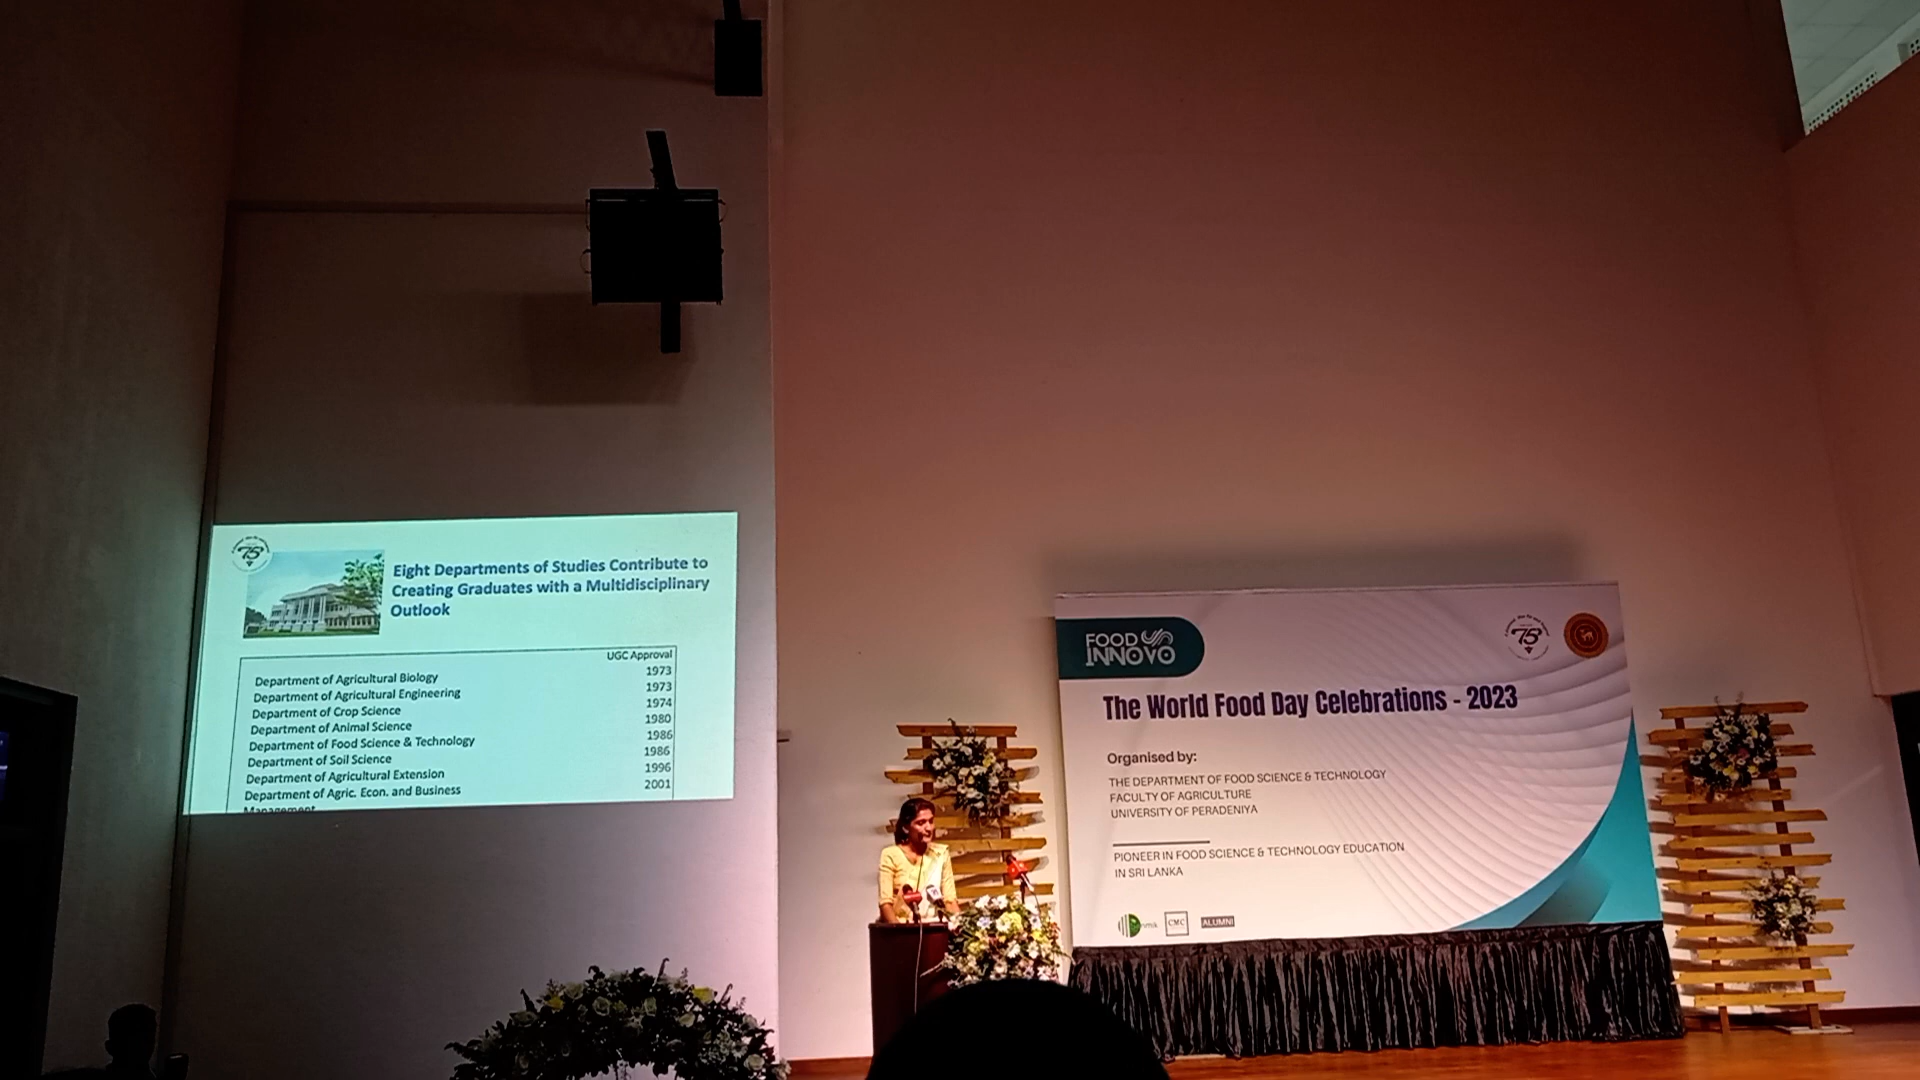 75
Eight Departments of Studies Contribute to
Creating Graduates with a Multidisciplinary
Outlook
UGC Approval
Department of Agricultural Biology 1973
Department of Agricultural Engineering 1973
Department of Crop Science 1974
Department of Animal Science 1980
Department of Food Science & Technology 1986
Department of Soil Science 1986
Department of Agricultural Extension 1996
Department of Agric. Econ. and Business 2001
Management
FOOD
INNOVO
75
The World Food Day Celebrations - 2023
Organised by:
THE DEPARTMENT OF FOOD SCIENCE & TECHNOLOGY
FACULTY OF AGRICULTURE
UNIVERSITY OF PERADENIYA
PIONEER IN FOOD SCIENCE & TECHNOLOGY EDUCATION
IN SRI LANKA
CMC
ALUMNI